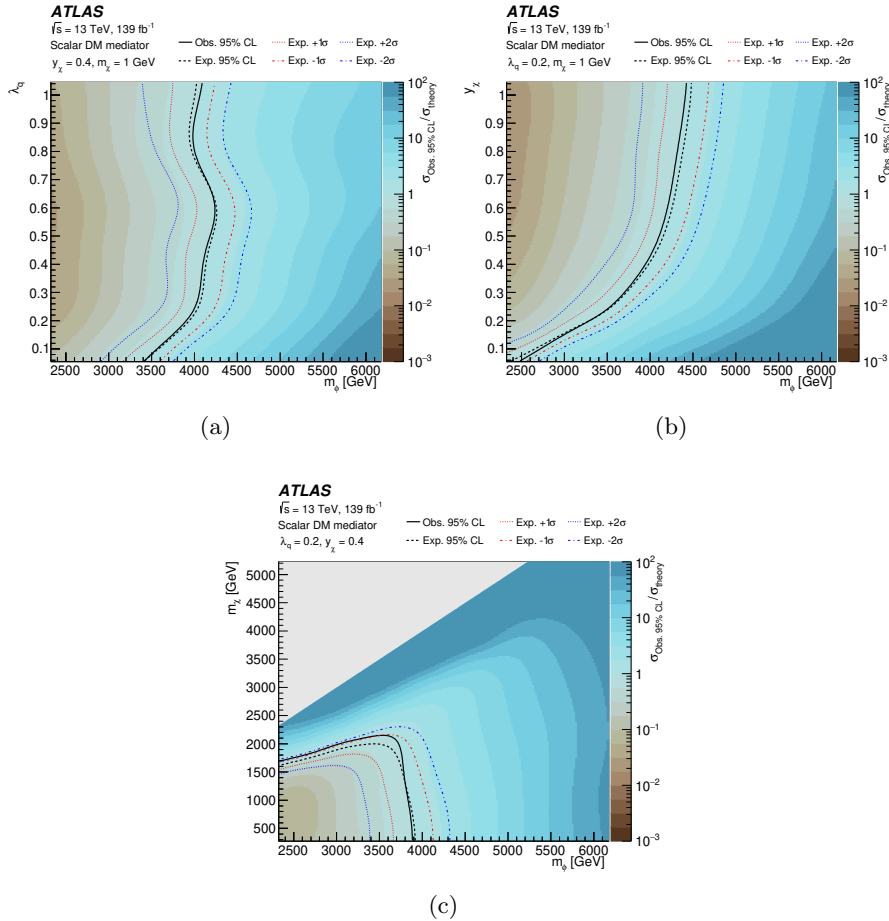 ATLAS
√s = 13 TeV, 139 fb⁻¹
Scalar DM mediator
y_χ = 0.4, m_χ = 1 GeV
Obs. 95% CL
Exp. 95% CL
Exp. +1σ
Exp. -1σ
Exp. +2σ
Exp. -2σ
λ_q
1
0.9
0.8
0.7
0.6
0.5
0.4
0.3
0.2
0.1
2500 3000 3500 4000 4500 5000 5500 6000
m_ϕ [GeV]
10²
10
1
10⁻¹
10⁻²
10⁻³
σ_Obs. 95% CL/σ_theory
(a)
ATLAS
√s = 13 TeV, 139 fb⁻¹
Scalar DM mediator
λ_q = 0.2, m_χ = 1 GeV
Obs. 95% CL
Exp. 95% CL
Exp. +1σ
Exp. -1σ
Exp. +2σ
Exp. -2σ
y_χ
1
0.9
0.8
0.7
0.6
0.5
0.4
0.3
0.2
0.1
2500 3000 3500 4000 4500 5000 5500 6000
m_ϕ [GeV]
10²
10
1
10⁻¹
10⁻²
10⁻³
σ_Obs. 95% CL/σ_theory
(b)
ATLAS
√s = 13 TeV, 139 fb⁻¹
Scalar DM mediator
λ_q = 0.2, y_χ = 0.4
Obs. 95% CL
Exp. 95% CL
Exp. +1σ
Exp. -1σ
Exp. +2σ
Exp. -2σ
m_χ [GeV]
5000
4500
4000
3500
3000
2500
2000
1500
1000
500
2500 3000 3500 4000 4500 5000 5500 6000
m_ϕ [GeV]
10²
10
1
10⁻¹
10⁻²
10⁻³
σ_Obs. 95% CL/σ_theory
(c)